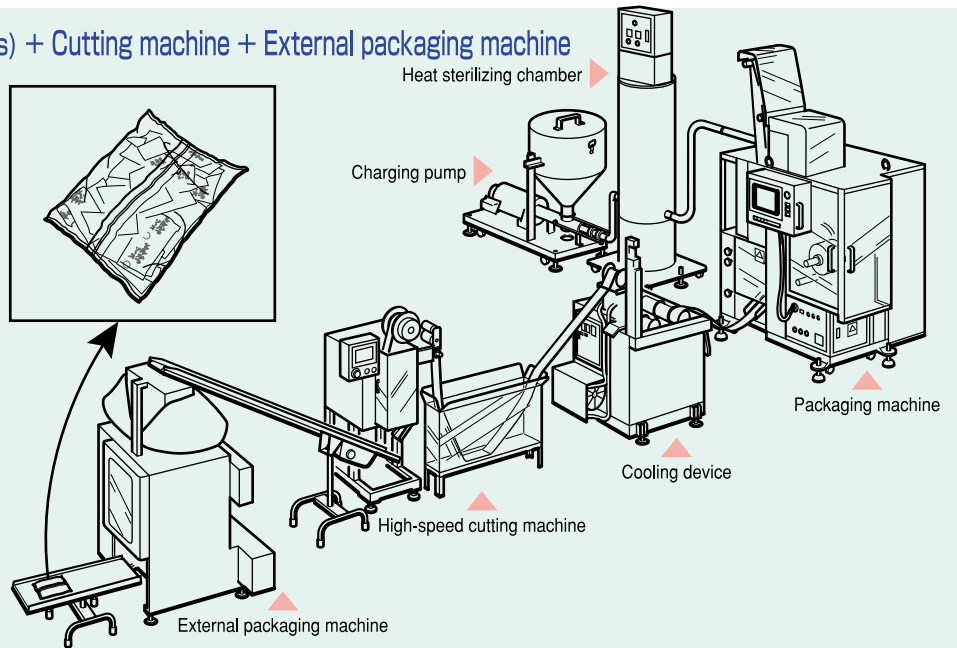 s) + Cutting machine + External packaging machine
Heat sterilizing chamber
Charging pump
Packaging machine
Cooling device
High-speed cutting machine
External packaging machine